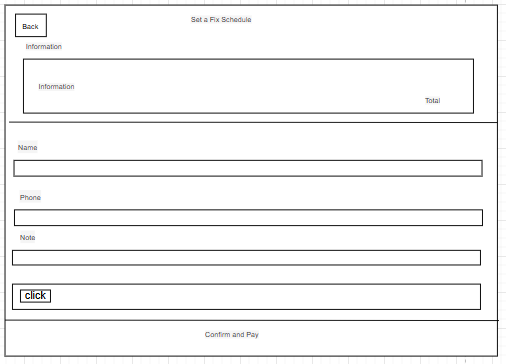 Set a Fix Schedule
Back
Information
Information
Total
Name
Phone
Note
click
Confirm and Pay